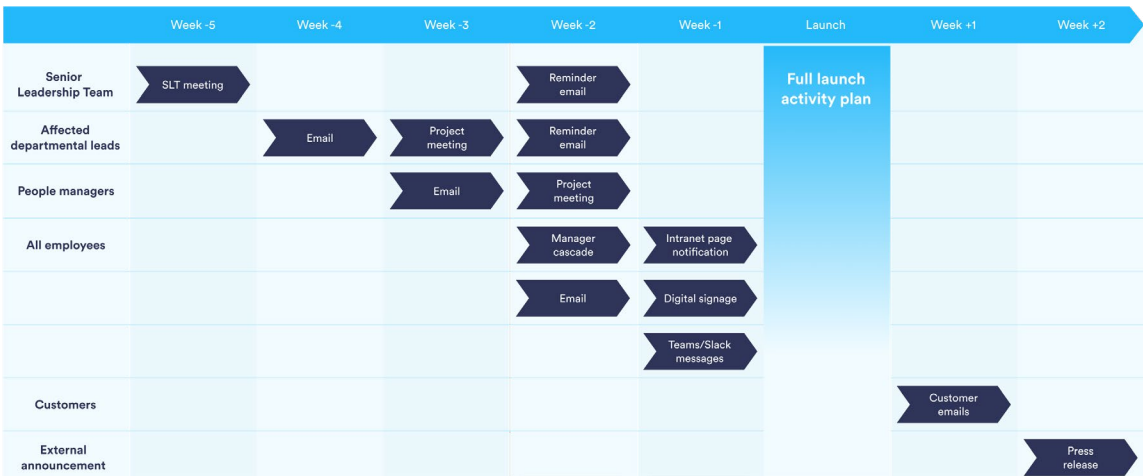 Week -5
Week -4
Week -3
Week -2
Week -1
Launch
Week +1
Week +2
Senior
Leadership Team
SLT meeting
Reminder
email
Full launch
activity plan
Affected
departmental leads
Email
Project
meeting
Reminder
email
People managers
Email
Project
meeting
All employees
Manager
cascade
Intranet page
notification
Email
Digital signage
Teams/Slack
messages
Customers
Customer
emails
External
announcement
Press
release